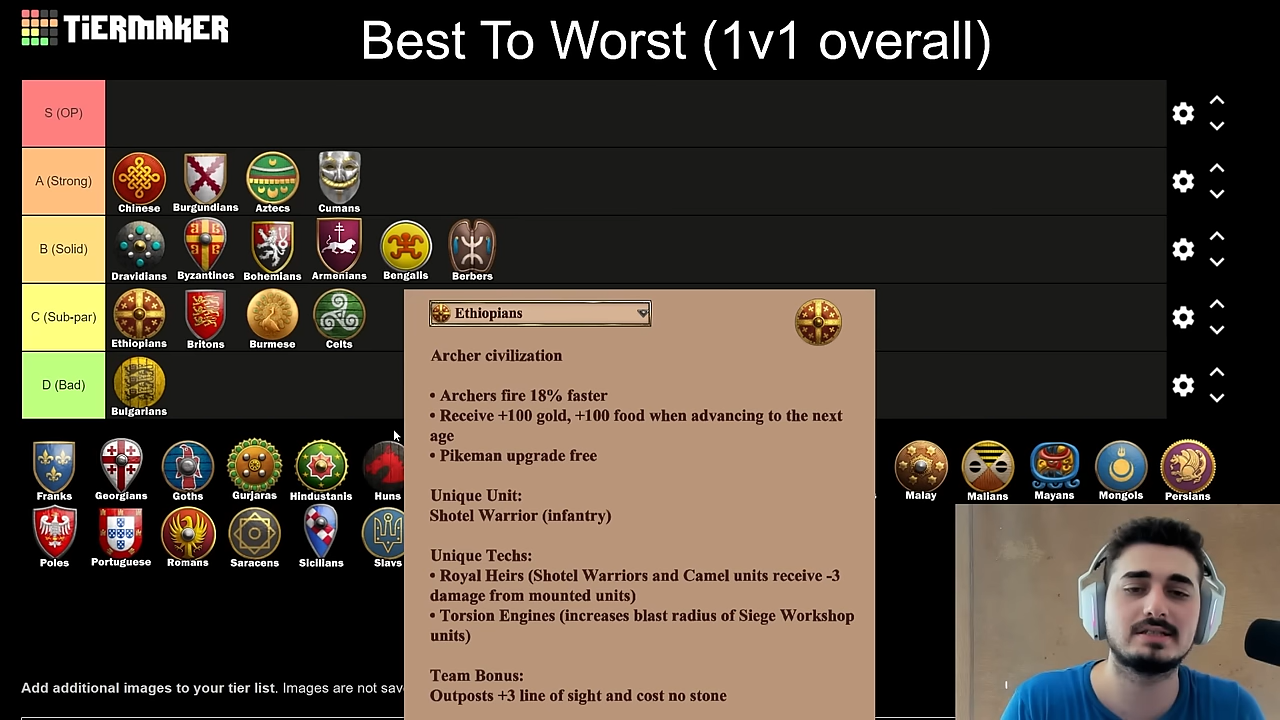 TIERMAKER
Best To Worst (1v1 overall)
S (OP)
A (Strong)
Chinese
Burgundians
Aztecs
Cumans
B (Solid)
Dravidians
Byzantines
Bohemians
Armenians
Bengalis
Berbers
C (Sub-par)
Ethiopians
Britons
Burmese
Celts
D (Bad)
Bulgarians
Ethiopians
Archer civilization
• Archers fire 18% faster
• Receive +100 gold, +100 food when advancing to the next
age
• Pikeman upgrade free
Unique Unit:
Shotel Warrior (infantry)
Unique Techs:
• Royal Heirs (Shotel Warriors and Camel units receive -3
damage from mounted units)
• Torsion Engines (increases blast radius of Siege Workshop
units)
Team Bonus:
Outposts +3 line of sight and cost no stone
Franks
Georgians
Goths
Gurjaras
Hindustanis
Huns
Malay
Malians
Mayans
Mongols
Persians
Poles
Portuguese
Romans
Saracens
Sicilians
Slavs
Add additional images to your tier list. Images are not sav